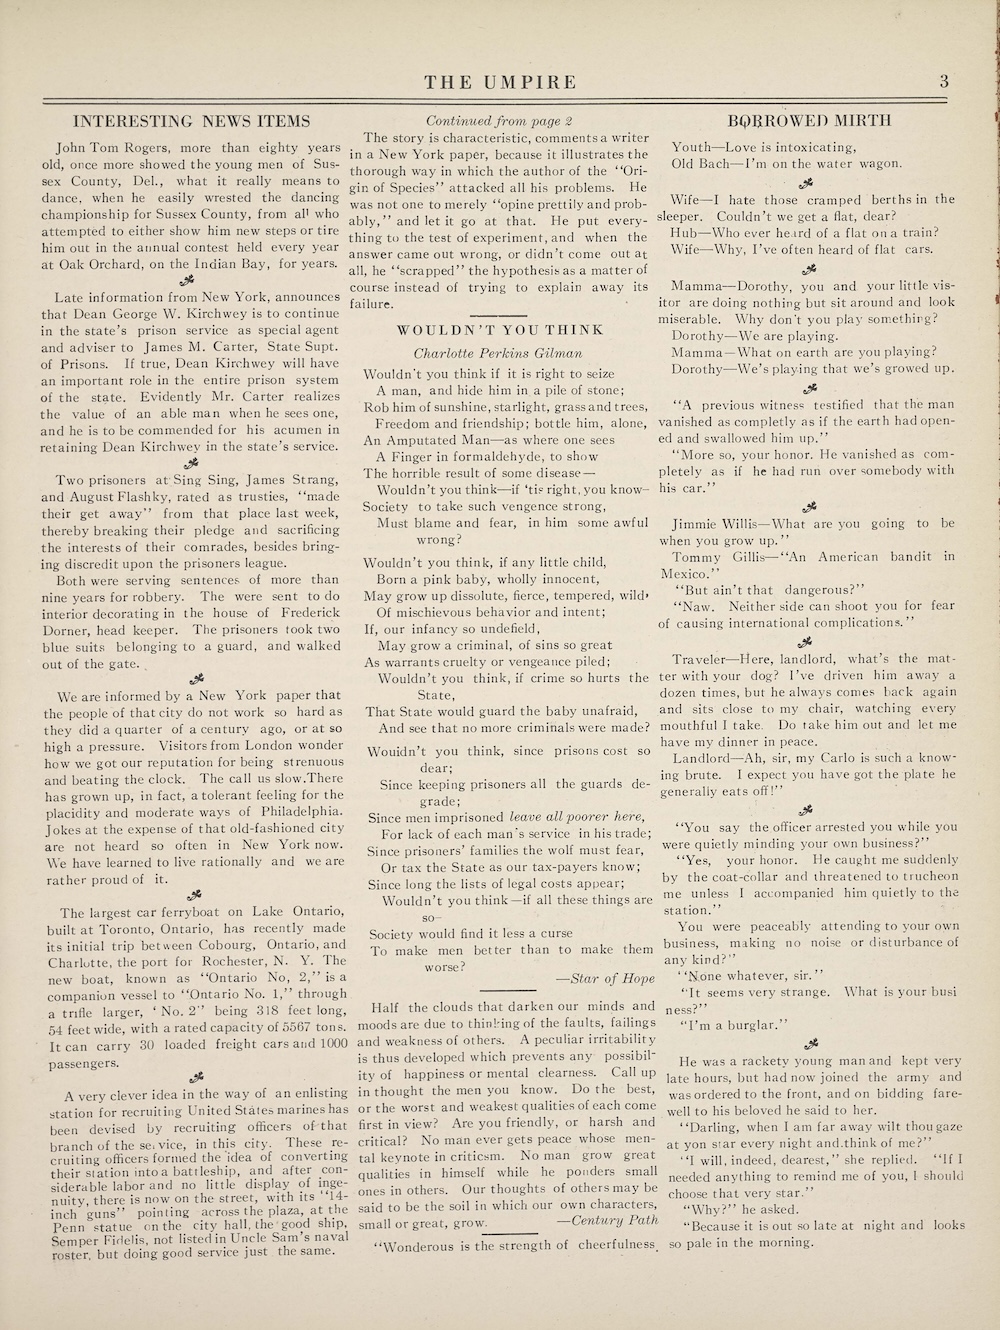 THE UMPIRE
3
INTERESTING NEWS ITEMS
John Tom Rogers, more than eighty years
old, once more showed the young men of Sus-
sex County, Del., what it really means to
dance, when he easily wrested the dancing
championship for Sussex County, from all who
attempted to either show him new steps or tire
him out in the annual contest held every year
at Oak Orchard, on the Indian Bay, for years.
Late information from New York, announces
that Dean George W. Kirchwey is to continue
in the state's prison service as special agent
and adviser to James M. Carter, State Supt.
of Prisons. If true, Dean Kirchwey will have
an important role in the entire prison system
of the state. Evidently Mr. Carter realizes
the value of an able man when he sees one,
and he is to be commended for his acumen in
retaining Dean Kirchwey in the state's service.
Two prisoners at Sing Sing, James Strang,
and August Flashky, rated as trusties, "made
their get away" from that place last week,
thereby breaking their pledge and sacrificing
the interests of their comrades, besides bring-
ing discredit upon the prisoners league.
Both were serving sentences of more than
nine years for robbery. The were sent to do
interior decorating in the house of Frederick
Dorner, head keeper. The prisoners took two
blue suits belonging to a guard, and walked
out of the gate.
We are informed by a New York paper that
the people of that city do not work so hard as
they did a quarter of a century ago, or at so
high a pressure. Visitors from London wonder
how we got our reputation for being strenuous
and beating the clock. The call us slow.There
has grown up, in fact, a tolerant feeling for the
placidity and moderate ways of Philadelphia.
Jokes at the expense of that old-fashioned city
are not heard so often in New York now.
We have learned to live rationally and we are
rather proud of it.
The largest car ferryboat on Lake Ontario,
built at Toronto, Ontario, has recently made
its initial trip between Cobourg, Ontario, and
Charlotte, the port for Rochester, N. Y. The
new boat, known as "Ontario No, 2," is a
companion vessel to "Ontario No. 1," through
a trifle larger, ' No. 2" being 318 feet long,
54 feet wide, with a rated capacity of 5567 tons.
It can carry 30 loaded freight cars and 1000
passengers.
A very clever idea in the way of an enlisting
station for recruiting United States marines has
been devised by recruiting officers of that
branch of the service, in this city. These re-
cruiting officers formed the idea of converting
their station into a battleship, and after con-
siderable labor and no little display of inge-
nuity, there is now on the street, with its "14-
inch guns" pointing across the plaza, at the
Penn statue on the city hall, the good ship,
Semper Fidelis, not listed in Uncle Sam's naval
roster, but doing good service just the same.
Continued from page 2
The story is characteristic, comments a writer
in a New York paper, because it illustrates the
thorough way in which the author of the "Ori-
gin of Species" attacked all his problems. He
was not one to merely "opine prettily and prob-
ably," and let it go at that. He put every-
thing to the test of experiment, and when the
answer came out wrong, or didn't come out at
all, he "scrapped" the hypothesis as a matter of
course instead of trying to explain away its
failure.
WOULDN'T YOU THINK
Charlotte Perkins Gilman
Wouldn't you think if it is right to seize
A man, and hide him in a pile of stone;
Rob him of sunshine, starlight, grass and trees,
Freedom and friendship; bottle him, alone,
An Amputated Man—as where one sees
A Finger in formaldehyde, to show
The horrible result of some disease—
Wouldn't you think—if 'tis right, you know—
Society to take such vengence strong,
Must blame and fear, in him some awful
wrong?
Wouldn't you think, if any little child,
Born a pink baby, wholly innocent,
May grow up dissolute, fierce, tempered, wild,
Of mischievous behavior and intent;
If, our infancy so undefield,
May grow a criminal, of sins so great
As warrants cruelty or vengeance piled;
Wouldn't you think, if crime so hurts the
State,
That State would guard the baby unafraid,
And see that no more criminals were made?
Wouidn't you think, since prisons cost so
dear;
Since keeping prisoners all the guards de-
grade;
Since men imprisoned leave all poorer here,
For lack of each man's service in his trade;
Since prisoners' families the wolf must fear,
Or tax the State as our tax-payers know;
Since long the lists of legal costs appear;
Wouldn't you think—if all these things are
so—
Society would find it less a curse
To make men better than to make them
worse?
—Star of Hope
Half the clouds that darken our minds and
moods are due to thinking of the faults, failings
and weakness of others. A peculiar irritability
is thus developed which prevents any possibil-
ity of happiness or mental clearness. Call up
in thought the men you know. Do the best,
or the worst and weakest qualities of each come
first in view? Are you friendly, or harsh and
critical? No man ever gets peace whose men-
tal keynote in criticsm. No man grow great
qualities in himself while he ponders small
ones in others. Our thoughts of others may be
said to be the soil in which our own characters,
small or great, grow. —Century Path
"Wonderous is the strength of cheerfulness.
BORROWED MIRTH
Youth—Love is intoxicating,
Old Bach—I'm on the water wagon.
Wife—I hate those cramped berths in the
sleeper. Couldn't we get a flat, dear?
Hub—Who ever heard of a flat on a train?
Wife—Why, I've often heard of flat cars.
Mamma—Dorothy, you and your little vis-
itor are doing nothing but sit around and look
miserable. Why don't you play something?
Dorothy—We are playing.
Mamma—What on earth are you playing?
Dorothy—We's playing that we's growed up.
"A previous witness testified that the man
vanished as completly as if the earth had open-
ed and swallowed him up."
"More so, your honor. He vanished as com-
pletely as if he had run over somebody with
his car."
Jimmie Willis—What are you going to be
when you grow up."
Tommy Gillis—"An American bandit in
Mexico."
"But ain't that dangerous?"
"Naw. Neither side can shoot you for fear
of causing international complications."
Traveler—Here, landlord, what's the mat-
ter with your dog? I've driven him away a
dozen times, but he always comes back again
and sits close to my chair, watching every
mouthful I take. Do take him out and let me
have my dinner in peace.
Landlord—Ah, sir, my Carlo is such a know-
ing brute. I expect you have got the plate he
generally eats off!"
"You say the officer arrested you while you
were quietly minding your own business?"
"Yes, your honor. He caught me suddenly
by the coat-collar and threatened to trucheon
me unless I accompanied him quietly to the
station."
You were peaceably attending to your own
business, making no noise or disturbance of
any kind?"
"None whatever, sir."
"It seems very strange. What is your busi
ness?"
"I'm a burglar."
He was a rackety young man and kept very
late hours, but had now joined the army and
was ordered to the front, and on bidding fare-
well to his beloved he said to her.
"Darling, when I am far away wilt thou gaze
at yon star every night and think of me?"
"I will, indeed, dearest," she replied. "If I
needed anything to remind me of you, I should
choose that very star."
"Why?" he asked.
"Because it is out so late at night and looks
so pale in the morning.